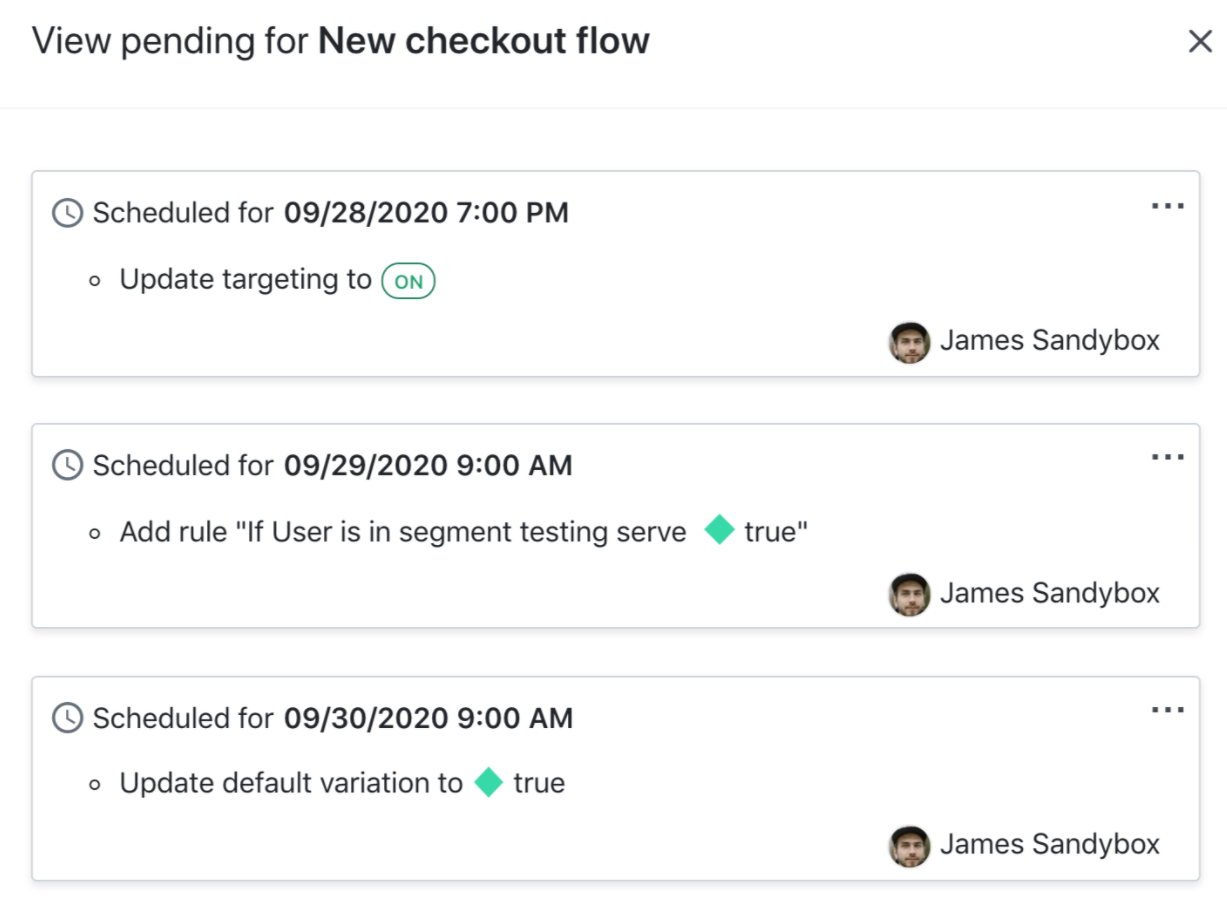 View pending for New checkout flow
Scheduled for 09/28/2020 7:00 PM
Update targeting to ON
James Sandybox
Scheduled for 09/29/2020 9:00 AM
Add rule "If User is in segment testing serve true"
James Sandybox
Scheduled for 09/30/2020 9:00 AM
Update default variation to true
James Sandybox